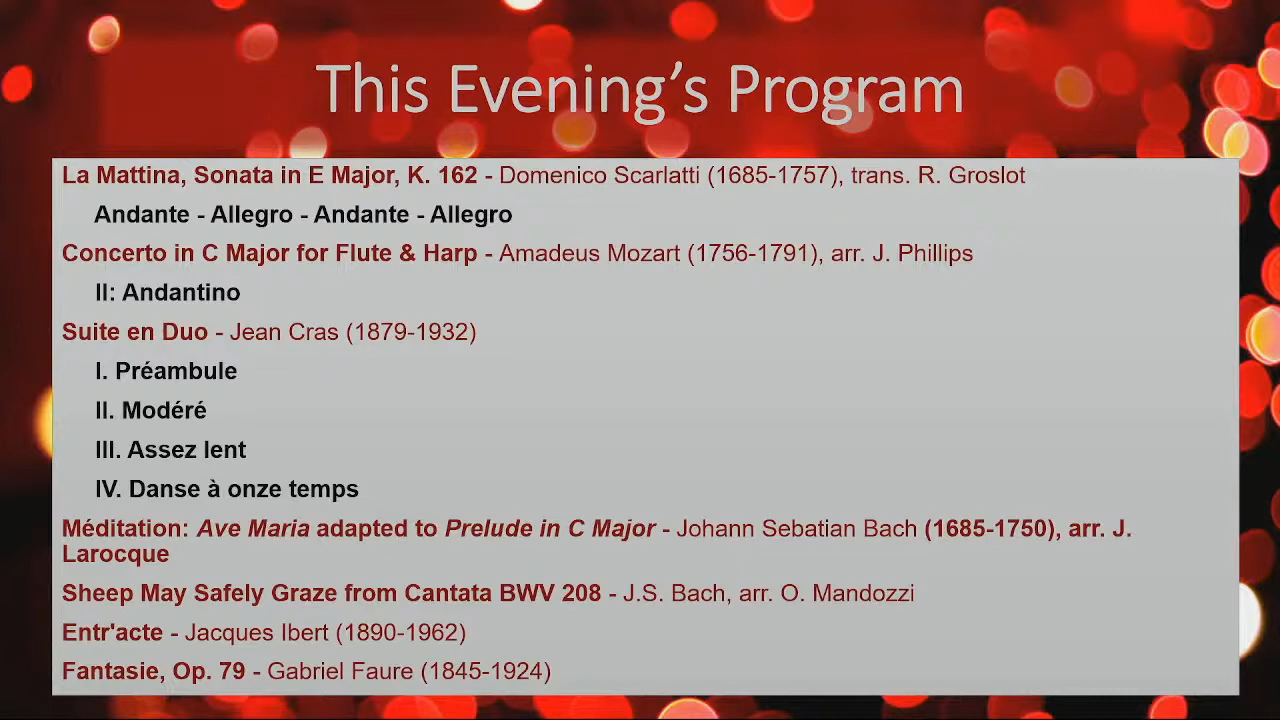 This Evening’s Program
La Mattina, Sonata in E Major, K. 162 - Domenico Scarlatti (1685-1757), trans. R. Groslot
Andante - Allegro - Andante - Allegro
Concerto in C Major for Flute & Harp - Amadeus Mozart (1756-1791), arr. J. Phillips
II: Andantino
Suite en Duo - Jean Cras (1879-1932)
I. Préambule
II. Modéré
III. Assez lent
IV. Danse à onze temps
Méditation: Ave Maria adapted to Prelude in C Major - Johann Sebatian Bach (1685-1750), arr. J.
Larocque
Sheep May Safely Graze from Cantata BWV 208 - J.S. Bach, arr. O. Mandozzi
Entr'acte - Jacques Ibert (1890-1962)
Fantasie, Op. 79 - Gabriel Faure (1845-1924)